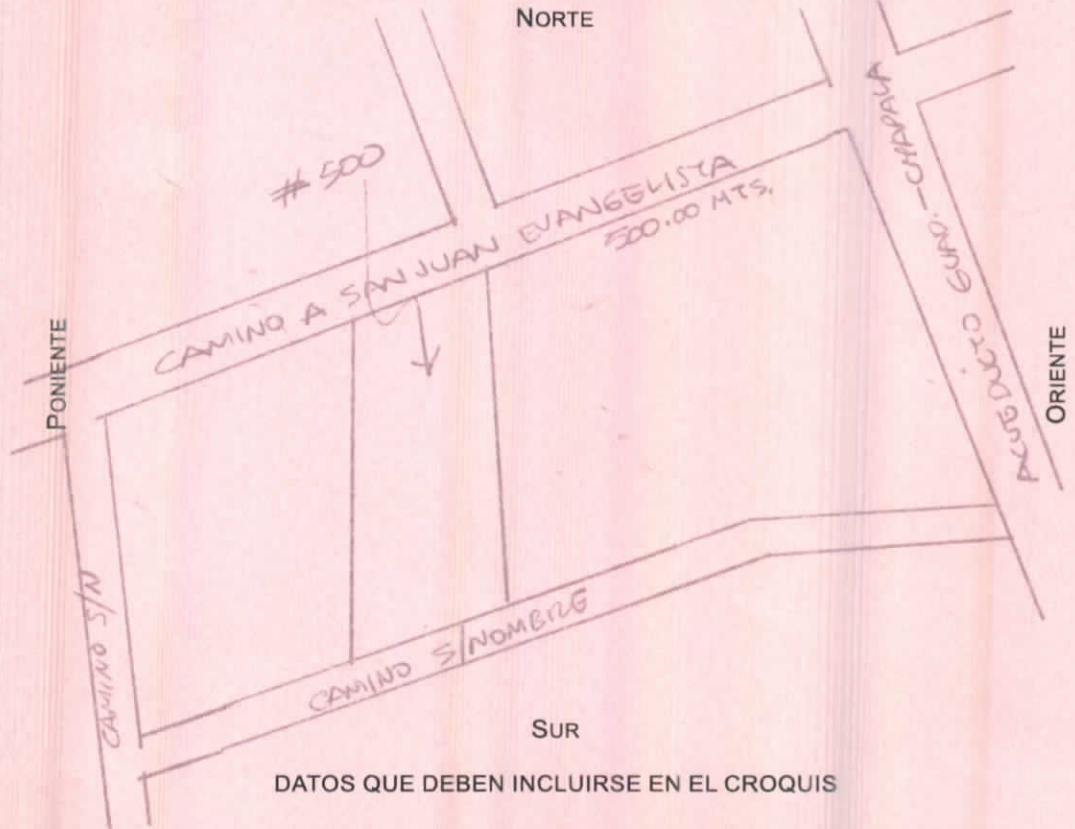 NORTE
# 500
CAMINO A SAN JUAN EVANGELISTA
500.00 MTS.
ACUEDUCTO GUAD.-CHAPALA
PONIENTE
ORIENTE
CAMINO S/N
CAMINO S/NOMBRE
SUR
DATOS QUE DEBEN INCLUIRSE EN EL CROQUIS